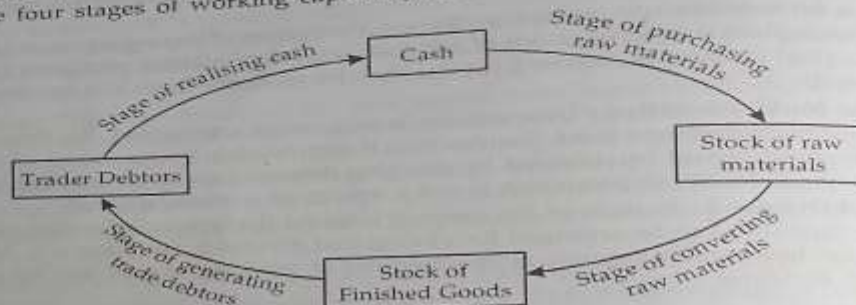 four stages of working
Cash
Stage of purchasing
raw materials
Stock of raw
materials
Stage of converting
raw materials
Stock of
Finished Goods
Stage of generating
trade debtors
Trader Debtors
Stage of realising cash